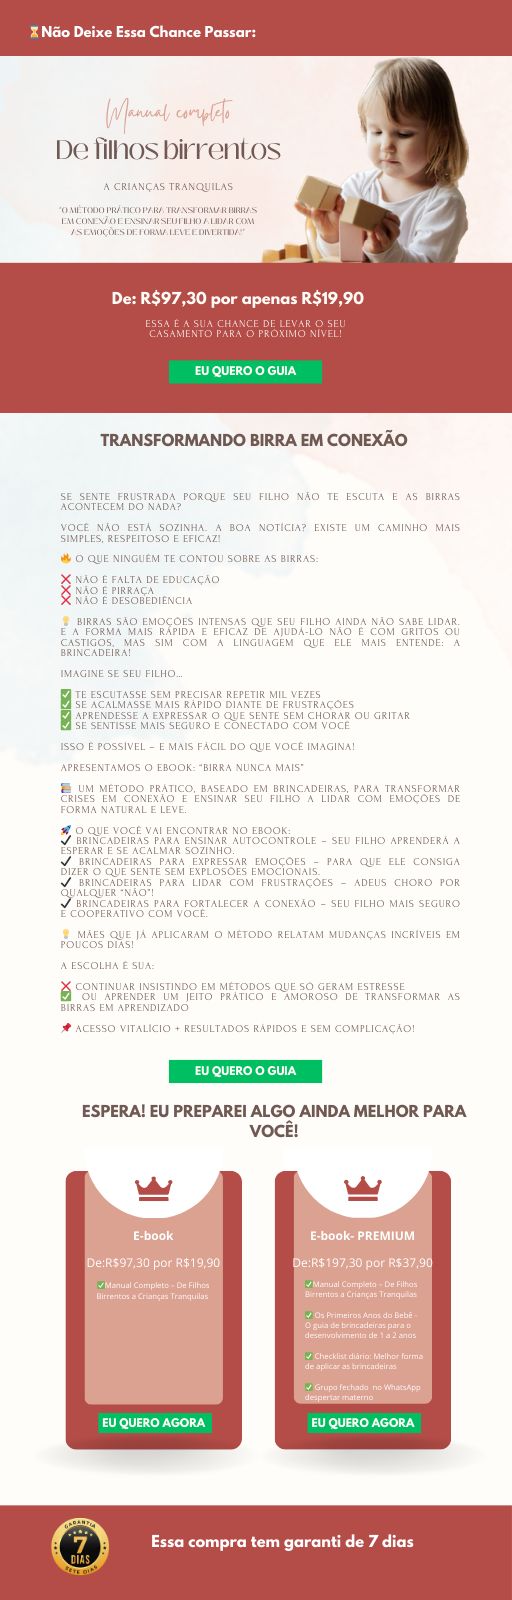 ⏳Não Deixe Essa Chance Passar:
Manual completo
De filhos birrentos
A CRIANÇAS TRANQUILAS
"O MÉTODO PRÁTICO PARA TRANSFORMAR BIRRAS
EM CONEXÃO E ENSINAR SEU FILHO A LIDAR COM
AS EMOÇÕES DE FORMA LEVE E DIVERTIDA!"
De: R$97,30 por apenas R$19,90
ESSA É A SUA CHANCE DE LEVAR O SEU
CASAMENTO PARA O PRÓXIMO NÍVEL!
EU QUERO O GUIA
TRANSFORMANDO BIRRA EM CONEXÃO
SE SENTE FRUSTRADA PORQUE SEU FILHO NÃO TE ESCUTA E AS BIRRAS
ACONTECEM DO NADA?
VOCÊ NÃO ESTÁ SOZINHA. A BOA NOTÍCIA? EXISTE UM CAMINHO MAIS
SIMPLES, RESPEITOSO E EFICAZ!
🔥 O QUE NINGUÉM TE CONTOU SOBRE AS BIRRAS:
❌ NÃO É FALTA DE EDUCAÇÃO
❌ NÃO É PIRRAÇA
❌ NÃO É DESOBEDIÊNCIA
💡 BIRRAS SÃO EMOÇÕES INTENSAS QUE SEU FILHO AINDA NÃO SABE LIDAR.
E A FORMA MAIS RÁPIDA E EFICAZ DE AJUDÁ-LO NÃO É COM GRITOS OU
CASTIGOS, MAS SIM COM A LINGUAGEM QUE ELE MAIS ENTENDE: A
BRINCADEIRA!
IMAGINE SE SEU FILHO…
✅ TE ESCUTASSE SEM PRECISAR REPETIR MIL VEZES
✅ SE ACALMASSE MAIS RÁPIDO DIANTE DE FRUSTRAÇÕES
✅ APRENDESSE A EXPRESSAR O QUE SENTE SEM CHORAR OU GRITAR
✅ SE SENTISSE MAIS SEGURO E CONECTADO COM VOCÊ
ISSO É POSSÍVEL – E MAIS FÁCIL DO QUE VOCÊ IMAGINA!
APRESENTAMOS O EBOOK: "BIRRA NUNCA MAIS"
📚 UM MÉTODO PRÁTICO, BASEADO EM BRINCADEIRAS, PARA TRANSFORMAR
CRISES EM CONEXÃO E ENSINAR SEU FILHO A LIDAR COM EMOÇÕES DE
FORMA NATURAL E LEVE.
🚀 O QUE VOCÊ VAI ENCONTRAR NO EBOOK:
✔ BRINCADEIRAS PARA ENSINAR AUTOCONTROLE – SEU FILHO APRENDERÁ A
ESPERAR E SE ACALMAR SOZINHO.
✔ BRINCADEIRAS PARA EXPRESSAR EMOÇÕES – PARA QUE ELE CONSIGA
DIZER O QUE SENTE SEM EXPLOSÕES EMOCIONAIS.
✔ BRINCADEIRAS PARA LIDAR COM FRUSTRAÇÕES – ADEUS CHORO POR
QUALQUER "NÃO"!
✔ BRINCADEIRAS PARA FORTALECER A CONEXÃO – SEU FILHO MAIS SEGURO
E COOPERATIVO COM VOCÊ.
💡 MÃES QUE JÁ APLICARAM O MÉTODO RELATAM MUDANÇAS INCRÍVEIS EM
POUCOS DIAS!
A ESCOLHA É SUA:
❌ CONTINUAR INSISTINDO EM MÉTODOS QUE SÓ GERAM ESTRESSE
✅ OU APRENDER UM JEITO PRÁTICO E AMOROSO DE TRANSFORMAR AS
BIRRAS EM APRENDIZADO
📌 ACESSO VITALÍCIO + RESULTADOS RÁPIDOS E SEM COMPLICAÇÃO!
EU QUERO O GUIA
ESPERA! EU PREPAREI ALGO AINDA MELHOR PARA
VOCÊ!
E-book
De:R$97,30 por R$19,90
✅Manual Completo – De Filhos
Birrentos a Crianças Tranquilas
EU QUERO AGORA
E-book- PREMIUM
De:R$197,30 por R$37,90
✅Manual Completo – De Filhos
Birrentos a Crianças Tranquilas
✅ Os Primeiros Anos do Bebê –
O guia de brincadeiras para o
desenvolvimento de 1 a 2 anos
✅ Checklist diário: Melhor forma
de aplicar as brincadeiras
✅ Grupo fechado no WhatsApp
despertar materno
EU QUERO AGORA
GARANTIA
7
DIAS
SETE DIAS
Essa compra tem garanti de 7 dias